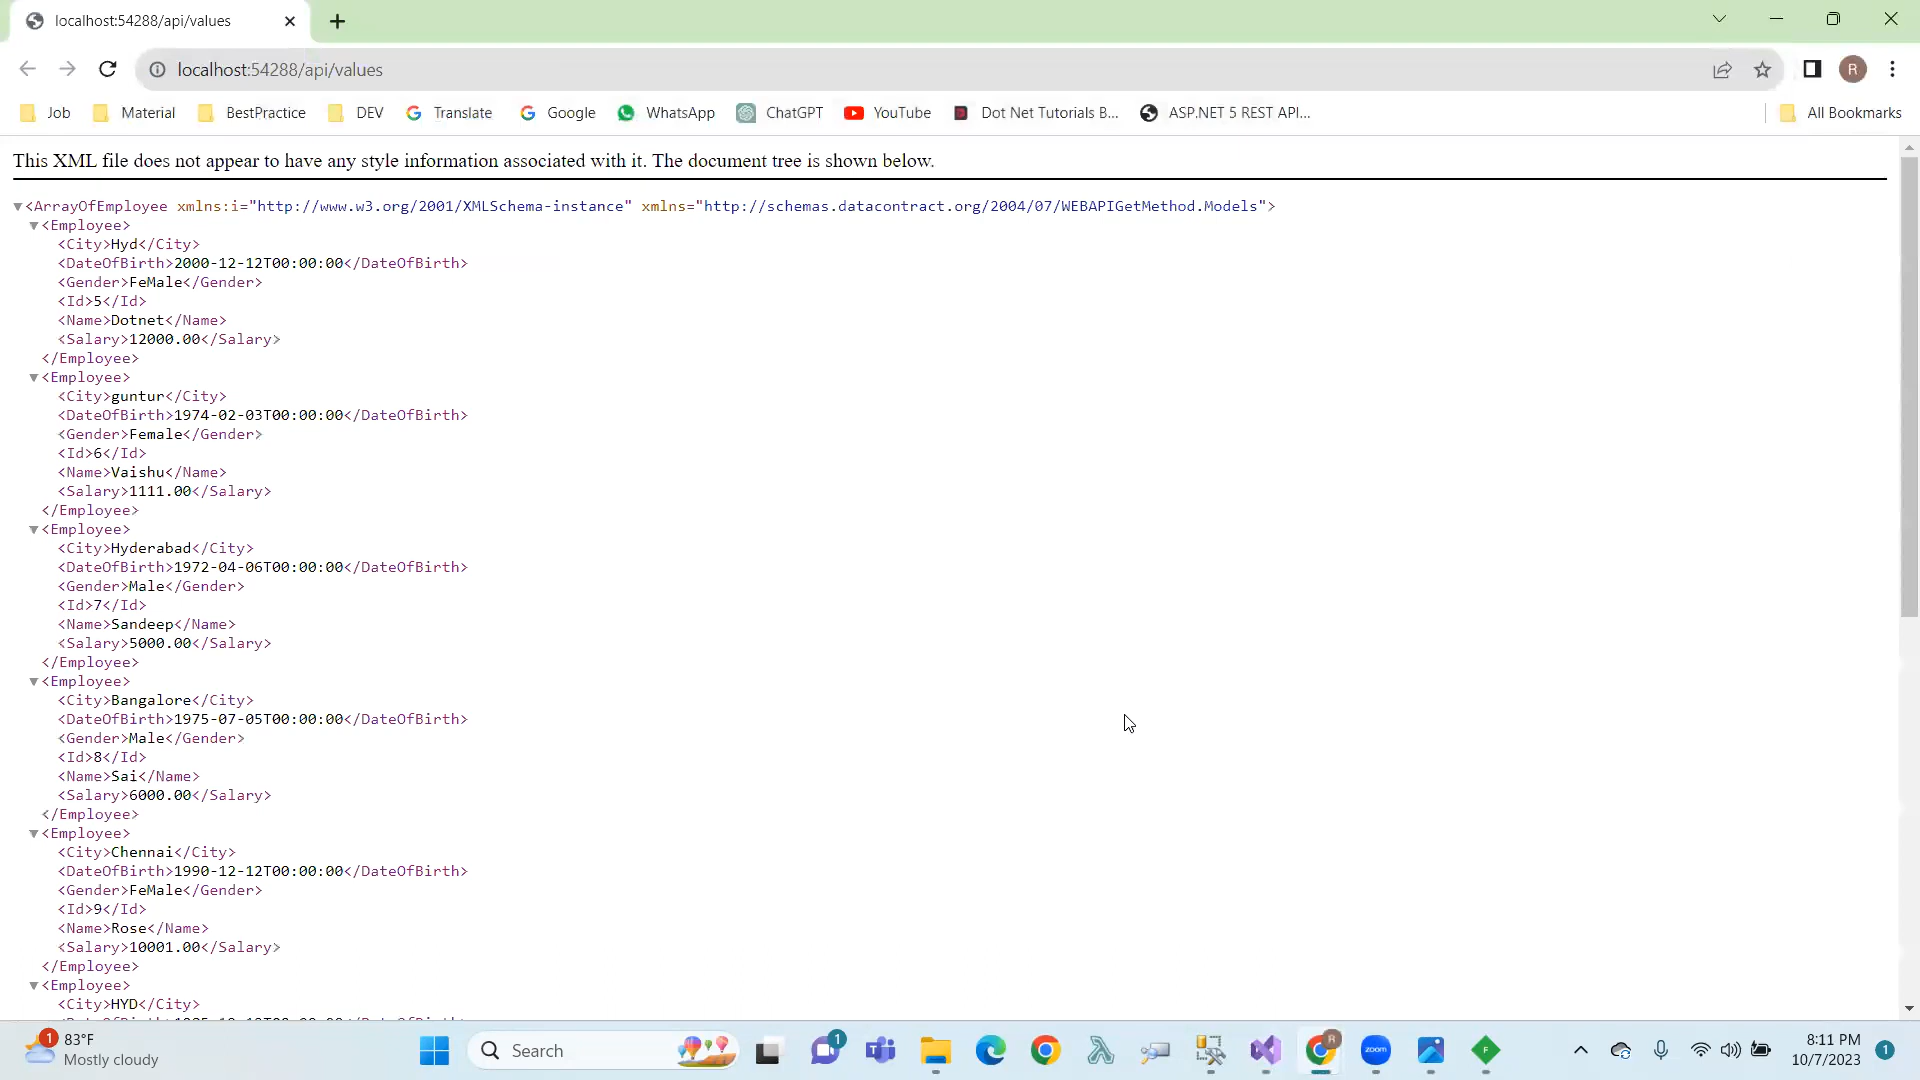 localhost:54288/api/values
localhost:54288/api/values
R
Job
Material
BestPractice
DEV
Translate
Google
WhatsApp
ChatGPT
YouTube
Dot Net Tutorials B...
ASP.NET 5 REST API...
All Bookmarks
This XML file does not appear to have any style information associated with it. The document tree is shown below.
<ArrayOfEmployee xmlns:i="http://www.w3.org/2001/XMLSchema-instance" xmlns="http://schemas.datacontract.org/2004/07/WEBAPIGetMethod.Models">
<Employee>
<City>Hyd</City>
<DateOfBirth>2000-12-12T00:00:00</DateOfBirth>
<Gender>FeMale</Gender>
<Id>5</Id>
<Name>Dotnet</Name>
<Salary>12000.00</Salary>
</Employee>
<Employee>
<City>guntur</City>
<DateOfBirth>1974-02-03T00:00:00</DateOfBirth>
<Gender>Female</Gender>
<Id>6</Id>
<Name>Vaishu</Name>
<Salary>1111.00</Salary>
</Employee>
<Employee>
<City>Hyderabad</City>
<DateOfBirth>1972-04-06T00:00:00</DateOfBirth>
<Gender>Male</Gender>
<Id>7</Id>
<Name>Sandeep</Name>
<Salary>5000.00</Salary>
</Employee>
<Employee>
<City>Bangalore</City>
<DateOfBirth>1975-07-05T00:00:00</DateOfBirth>
<Gender>Male</Gender>
<Id>8</Id>
<Name>Sai</Name>
<Salary>6000.00</Salary>
</Employee>
<Employee>
<City>Chennai</City>
<DateOfBirth>1990-12-12T00:00:00</DateOfBirth>
<Gender>FeMale</Gender>
<Id>9</Id>
<Name>Rose</Name>
<Salary>10001.00</Salary>
</Employee>
<Employee>
<City>HYD</City>
1
83°F
Mostly cloudy
Search
1
R
zoom
F
8:11 PM
10/7/2023
1